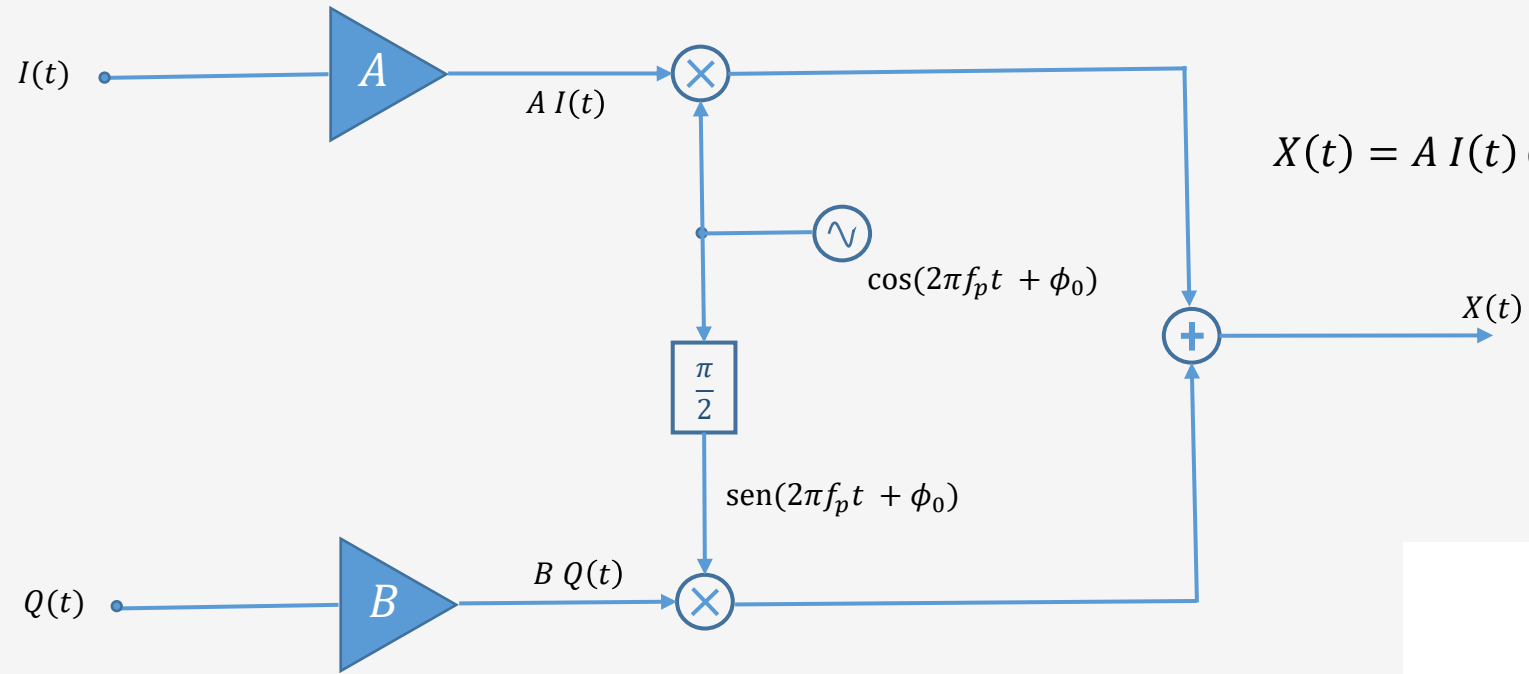 I(t)
A
A I(t)
X(t) = A I(t)
cos(2πf_p t + ϕ_0)
X(t)
π/2
sen(2πf_p t + ϕ_0)
B Q(t)
Q(t)
B